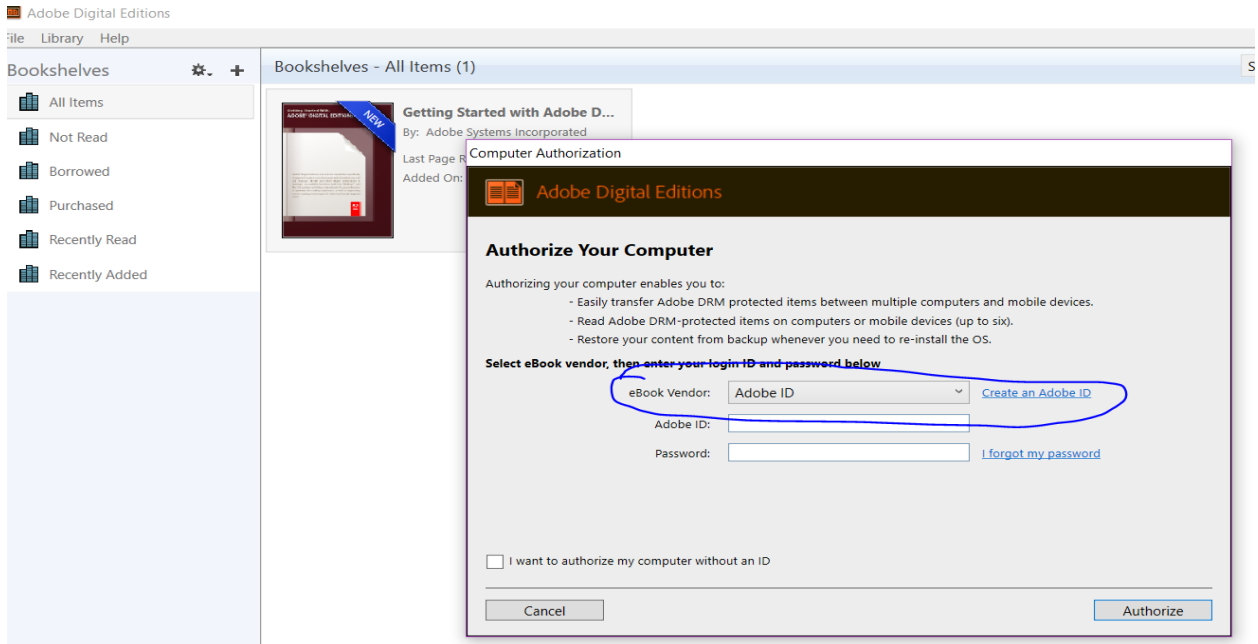 Adobe Digital Editions
File Library Help
Bookshelves
All Items
Not Read
Borrowed
Purchased
Recently Read
Recently Added
Bookshelves - All Items (1)
S
NEW
Getting Started with Adobe D...
By: Adobe Systems Incorporated
Last Page R
Added On:
Computer Authorization
Adobe Digital Editions
Authorize Your Computer
Authorizing your computer enables you to:
- Easily transfer Adobe DRM protected items between multiple computers and mobile devices.
- Read Adobe DRM-protected items on computers or mobile devices (up to six).
- Restore your content from backup whenever you need to re-install the OS.
Select eBook vendor, then enter your login ID and password below
eBook Vendor: Adobe ID Create an Adobe ID
Adobe ID:
Password: I forgot my password
I want to authorize my computer without an ID
Cancel Authorize